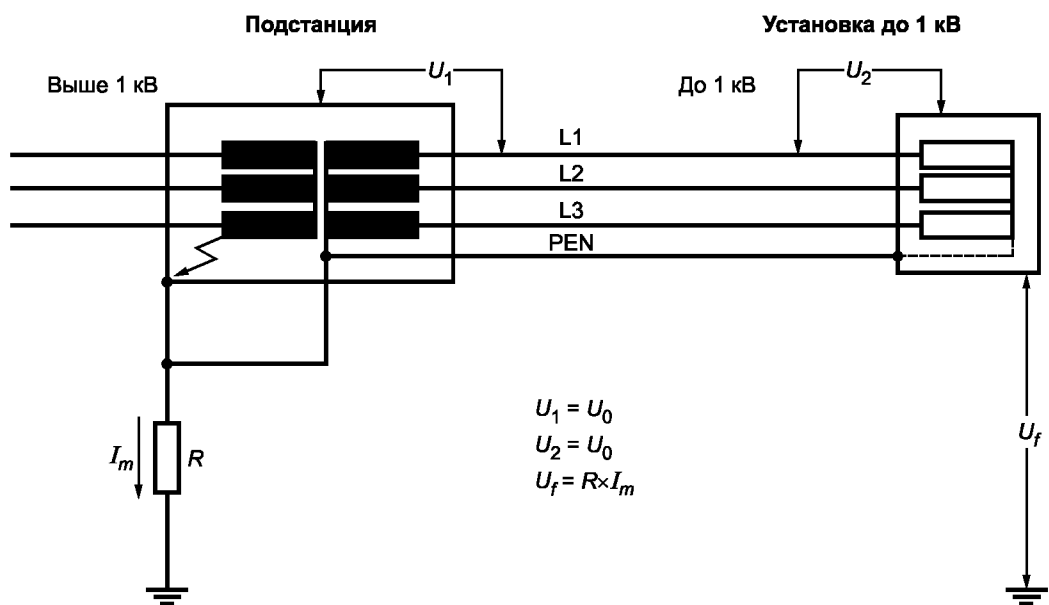 Подстанция
Установка до 1 кВ
Выше 1 кВ
U1
До 1 кВ
U2
L1
L2
L3
PEN
U1 = U0
U2 = U0
Uf = R×Im
Im
R
Uf